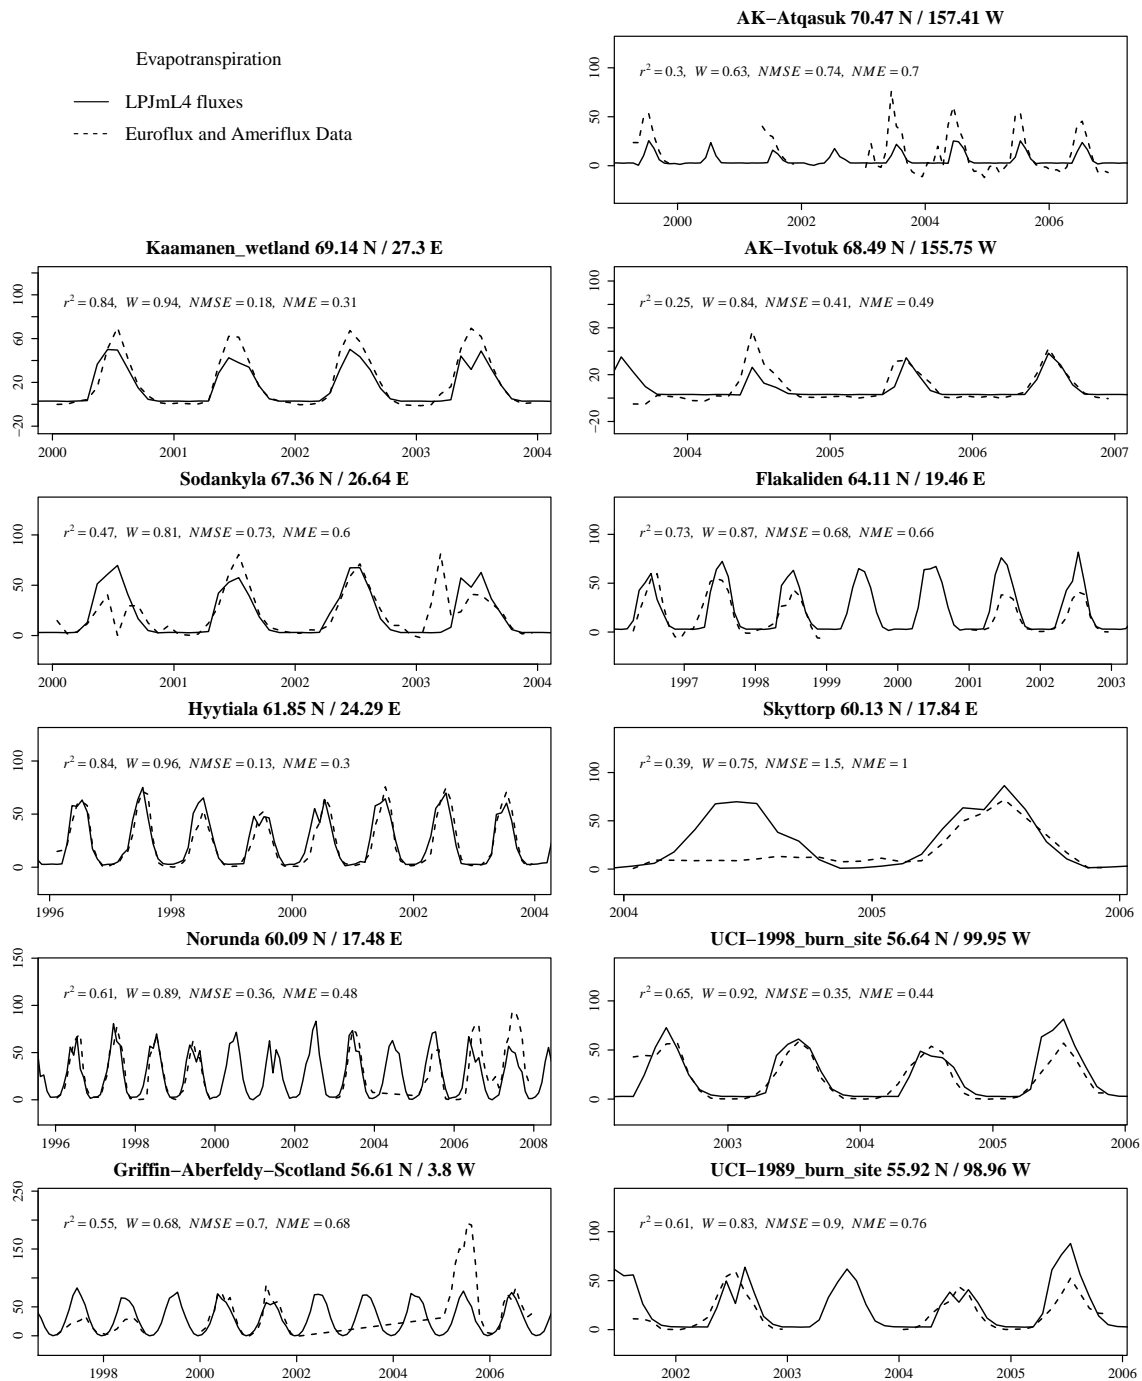 Evapotranspiration
LPJmL4 fluxes
Euroflux and Ameriflux Data
AK−Atqasuk 70.47 N / 157.41 W
r² = 0.3, W = 0.63, NMSE = 0.74, NME = 0.7
0 50 100
2000 2002 2004 2006
Kaamanen_wetland 69.14 N / 27.3 E
r² = 0.84, W = 0.94, NMSE = 0.18, NME = 0.31
−20 20 60 100
2000 2001 2002 2003 2004
AK−Ivotuk 68.49 N / 155.75 W
r² = 0.25, W = 0.84, NMSE = 0.41, NME = 0.49
−20 20 60 100
2004 2005 2006 2007
Sodankyla 67.36 N / 26.64 E
r² = 0.47, W = 0.81, NMSE = 0.73, NME = 0.6
0 50 100
2000 2001 2002 2003 2004
Flakaliden 64.11 N / 19.46 E
r² = 0.73, W = 0.87, NMSE = 0.68, NME = 0.66
0 50 100
1997 1998 1999 2000 2001 2002 2003
Hyytiala 61.85 N / 24.29 E
r² = 0.84, W = 0.96, NMSE = 0.13, NME = 0.3
0 50 100
1996 1998 2000 2002 2004
Skyttorp 60.13 N / 17.84 E
r² = 0.39, W = 0.75, NMSE = 1.5, NME = 1
0 50 100
2004 2005 2006
Norunda 60.09 N / 17.48 E
r² = 0.61, W = 0.89, NMSE = 0.36, NME = 0.48
0 50 100 150
1996 1998 2000 2002 2004 2006 2008
UCI−1998_burn_site 56.64 N / 99.95 W
r² = 0.65, W = 0.92, NMSE = 0.35, NME = 0.44
0 50 100
2003 2004 2005 2006
Griffin−Aberfeldy−Scotland 56.61 N / 3.8 W
r² = 0.55, W = 0.68, NMSE = 0.7, NME = 0.68
0 50 150 250
1998 2000 2002 2004 2006
UCI−1989_burn_site 55.92 N / 98.96 W
r² = 0.61, W = 0.83, NMSE = 0.9, NME = 0.76
0 50 100
2002 2003 2004 2005 2006